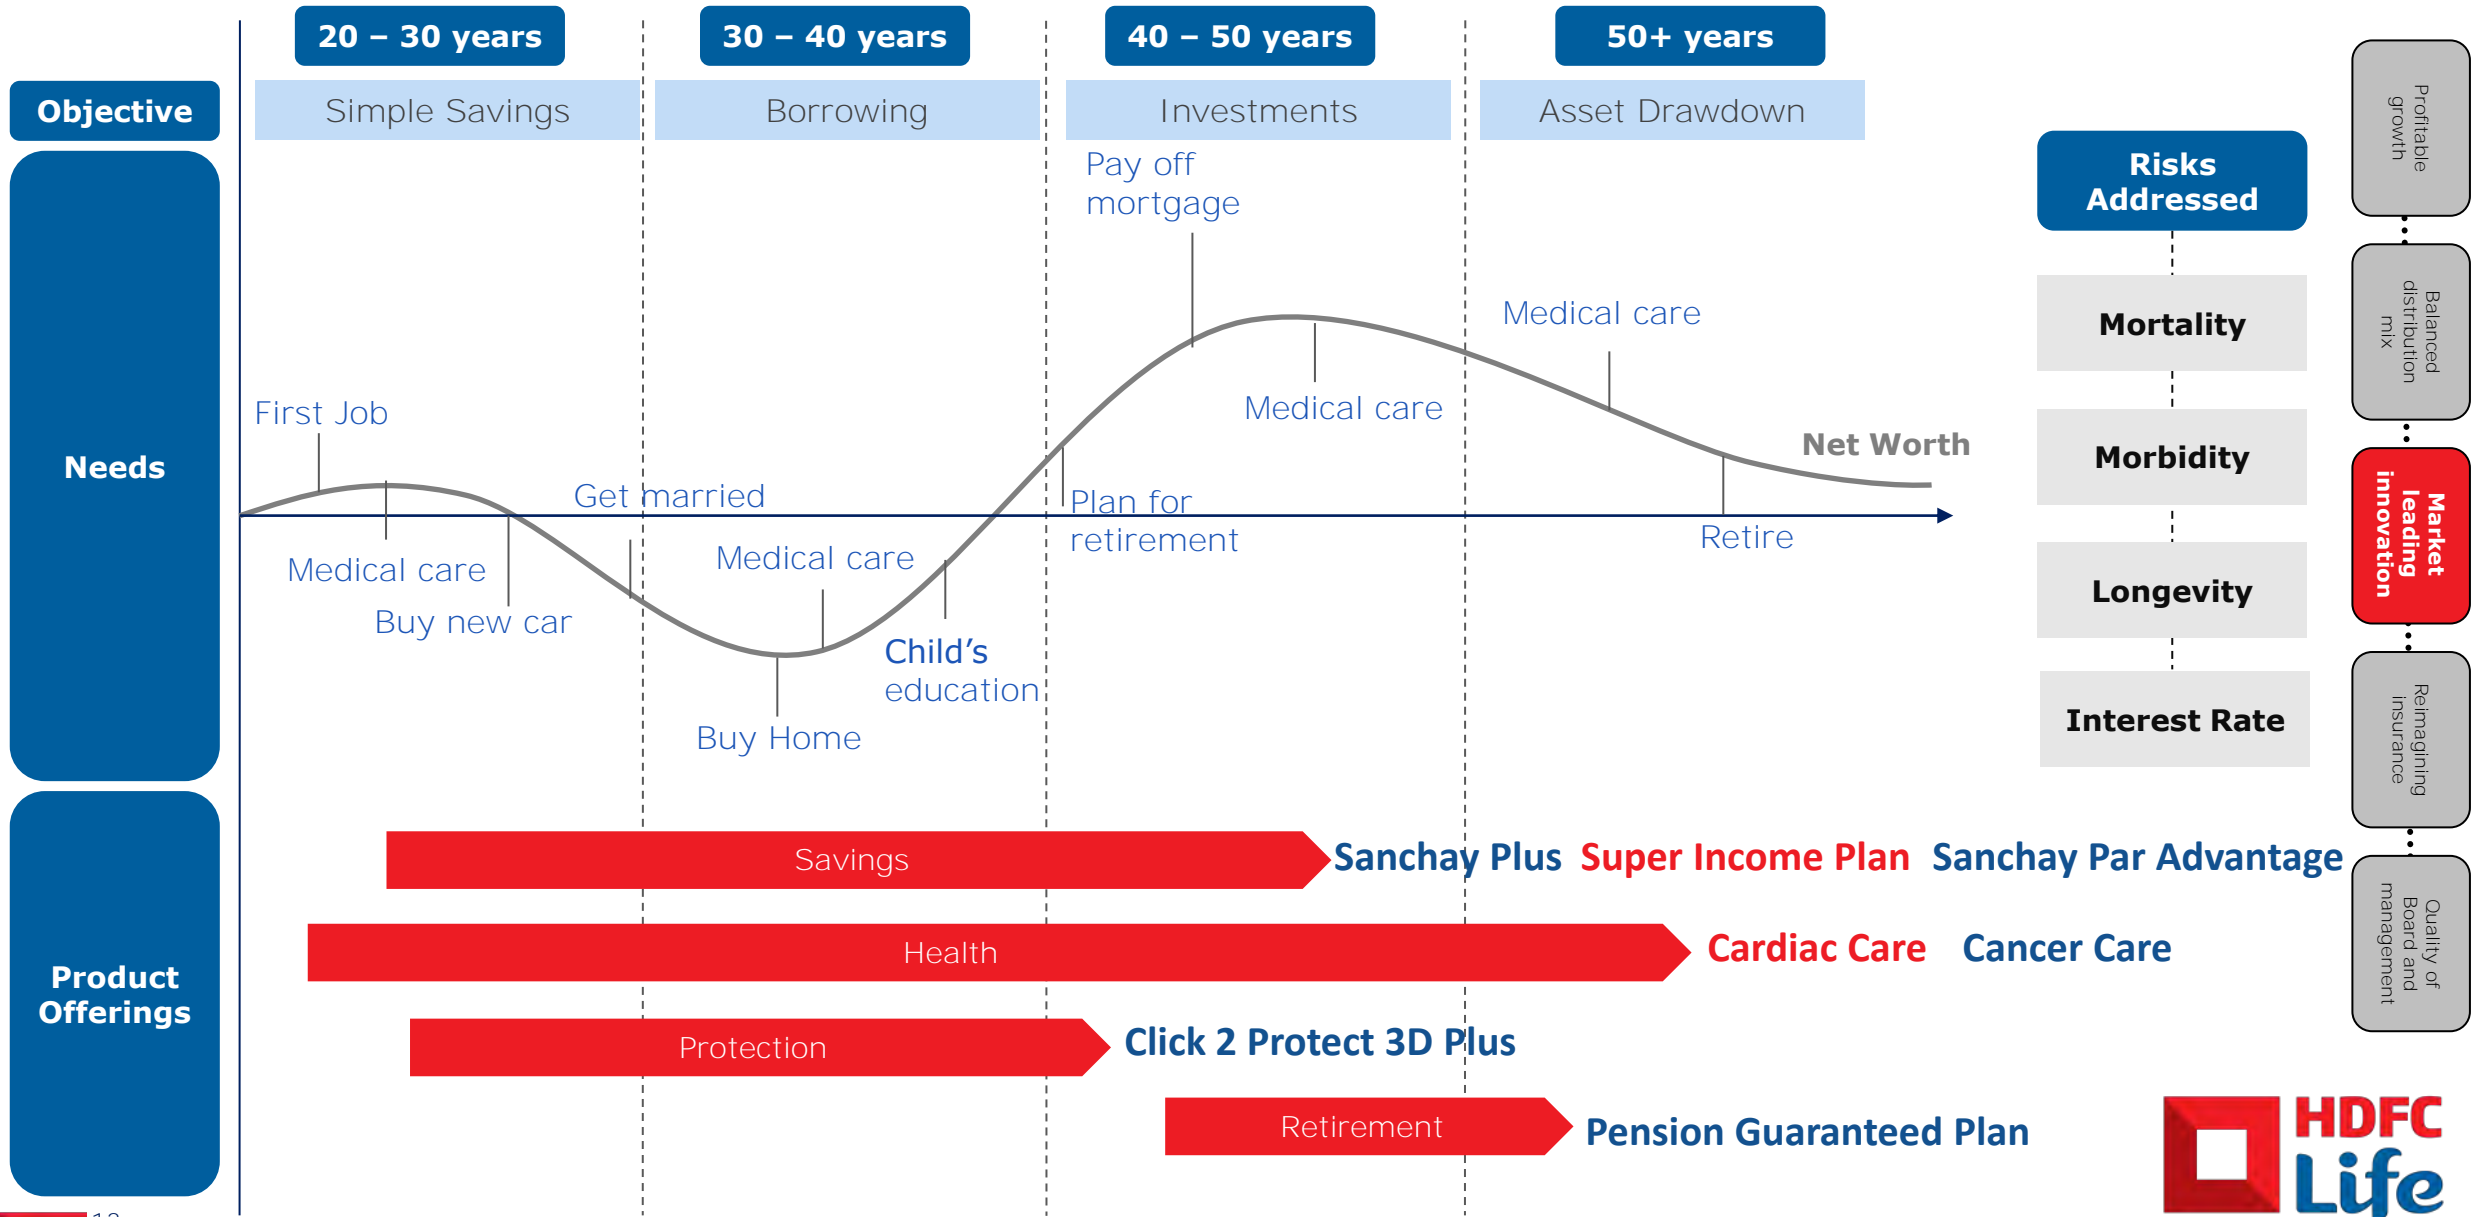 20 – 30 years
30 – 40 years
40 – 50 years
50+ years
Objective
Simple Savings
Borrowing
Investments
Asset Drawdown
Needs
Pay off
mortgage
First Job
Medical care
Buy new car
Get married
Medical care
Buy Home
Child’s
education
Plan for
retirement
Medical care
Medical care
Net Worth
Retire
Risks
Addressed
Mortality
Morbidity
Longevity
Interest Rate
Profitable
growth
Balanced
distribution
mix
Market
leading
innovation
Reimagining
insurance
Quality of
Board and
management
Product
Offerings
Savings
Sanchay Plus Super Income Plan Sanchay Par Advantage
Health
Cardiac Care Cancer Care
Protection
Click 2 Protect 3D Plus
Retirement
Pension Guaranteed Plan
HDFC
Life